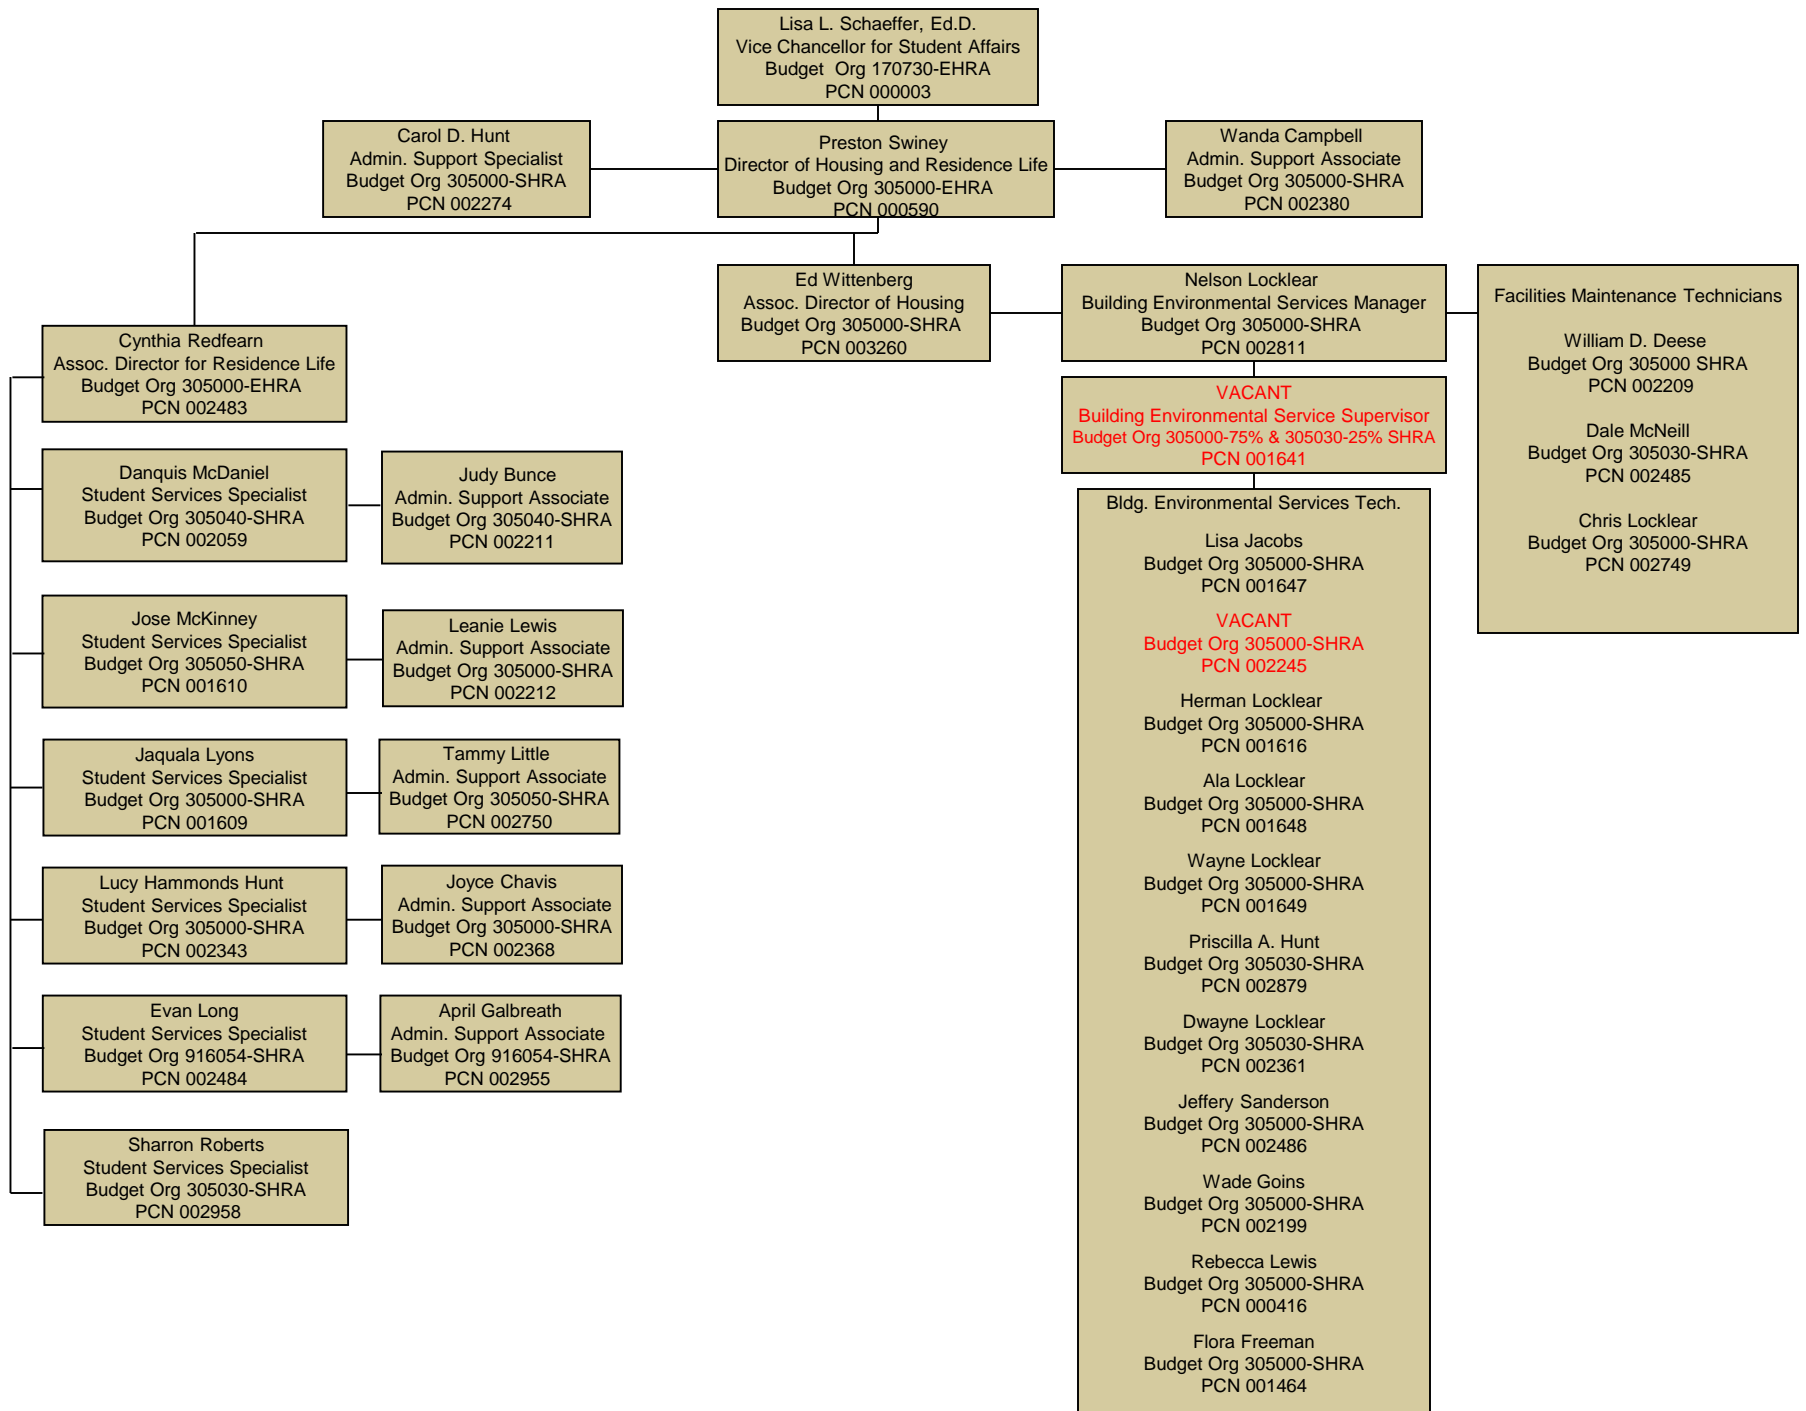 Lisa L. Schaeffer, Ed.D.
Vice Chancellor for Student Affairs
Budget  Org 170730-EHRA
PCN 000003
Carol D. Hunt
Admin. Support Specialist
Budget Org 305000-SHRA
PCN 002274
Preston Swiney
Director of Housing and Residence Life
Budget Org 305000-EHRA
PCN 000590
Wanda Campbell
Admin. Support Associate
Budget Org 305000-SHRA
PCN 002380
Ed Wittenberg
Assoc. Director of Housing
Budget Org 305000-SHRA
PCN 003260
Nelson Locklear
Building Environmental Services Manager
Budget Org 305000-SHRA
PCN 002811
Facilities Maintenance Technicians
William D. Deese
Budget Org 305000 SHRA
PCN 002209
Dale McNeill
Budget Org 305030-SHRA
PCN 002485
Chris Locklear
Budget Org 305000-SHRA
PCN 002749
Cynthia Redfearn
Assoc. Director for Residence Life
Budget Org 305000-EHRA
PCN 002483
VACANT
Building Environmental Service Supervisor
Budget Org 305000-75% & 305030-25% SHRA
PCN 001641
Danquis McDaniel
Student Services Specialist
Budget Org 305040-SHRA
PCN 002059
Judy Bunce
Admin. Support Associate
Budget Org 305040-SHRA
PCN 002211
Jose McKinney
Student Services Specialist
Budget Org 305050-SHRA
PCN 001610
Leanie Lewis
Admin. Support Associate
Budget Org 305000-SHRA
PCN 002212
Jaquala Lyons
Student Services Specialist
Budget Org 305000-SHRA
PCN 001609
Tammy Little
Admin. Support Associate
Budget Org 305050-SHRA
PCN 002750
Lucy Hammonds Hunt
Student Services Specialist
Budget Org 305000-SHRA
PCN 002343
Joyce Chavis
Admin. Support Associate
Budget Org 305000-SHRA
PCN 002368
Evan Long
Student Services Specialist
Budget Org 916054-SHRA
PCN 002484
April Galbreath
Admin. Support Associate
Budget Org 916054-SHRA
PCN 002955
Sharron Roberts
Student Services Specialist
Budget Org 305030-SHRA
PCN 002958
Bldg. Environmental Services Tech.
Lisa Jacobs
Budget Org 305000-SHRA
PCN 001647
VACANT
Budget Org 305000-SHRA
PCN 002245
Herman Locklear
Budget Org 305000-SHRA
PCN 001616
Ala Locklear
Budget Org 305000-SHRA
PCN 001648
Wayne Locklear
Budget Org 305000-SHRA
PCN 001649
Priscilla A. Hunt
Budget Org 305030-SHRA
PCN 002879
Dwayne Locklear
Budget Org 305030-SHRA
PCN 002361
Jeffery Sanderson
Budget Org 305000-SHRA
PCN 002486
Wade Goins
Budget Org 305000-SHRA
PCN 002199
Rebecca Lewis
Budget Org 305000-SHRA
PCN 000416
Flora Freeman
Budget Org 305000-SHRA
PCN 001464